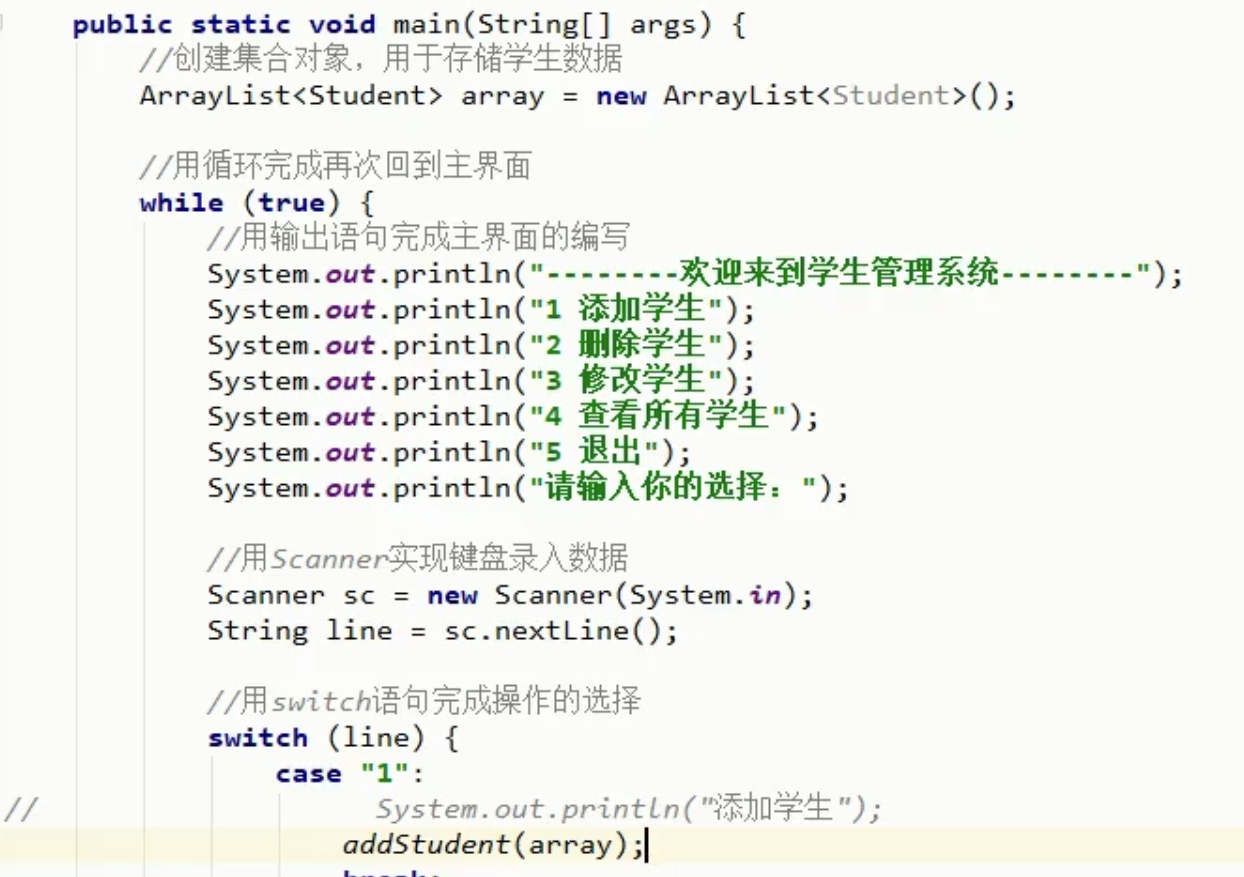 public static void main(String[] args) {
//创建集合对象，用于存储学生数据
ArrayList<Student> array = new ArrayList<Student>();
//用循环完成再次回到主界面
while (true) {
//用输出语句完成主界面的编写
System.out.println("--------欢迎来到学生管理系统--------");
System.out.println("1 添加学生");
System.out.println("2 删除学生");
System.out.println("3 修改学生");
System.out.println("4 查看所有学生");
System.out.println("5 退出");
System.out.println("请输入你的选择：");
//用Scanner实现键盘录入数据
Scanner sc = new Scanner(System.in);
String line = sc.nextLine();
//用switch语句完成操作的选择
switch (line) {
case "1":
// System.out.println("添加学生");
addStudent(array);